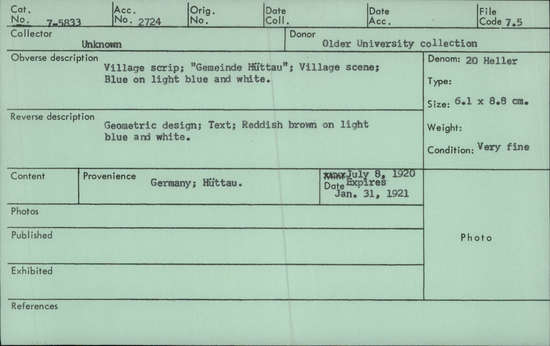 Cat. No. 7-5833 Acc. No. 2724 Orig. No. Date Coll. Date Acc. File Code 7.5
Collector Unknown Donor Older University collection
Obverse description
Village scrip; "Gemeinde Hüttau"; Village scene;
Blue on light blue and white.
Denom: 20 Heller
Type:
Size: 6.1 x 8.8 cm.
Reverse description
Geometric design; Text; Reddish brown on light
blue and white.
Weight:
Condition: Very fine
Content Provenience
Germany; Hüttau.
July 8, 1920
Date Expires
Jan. 31, 1921
Photos
Published
Exhibited
References
Photo